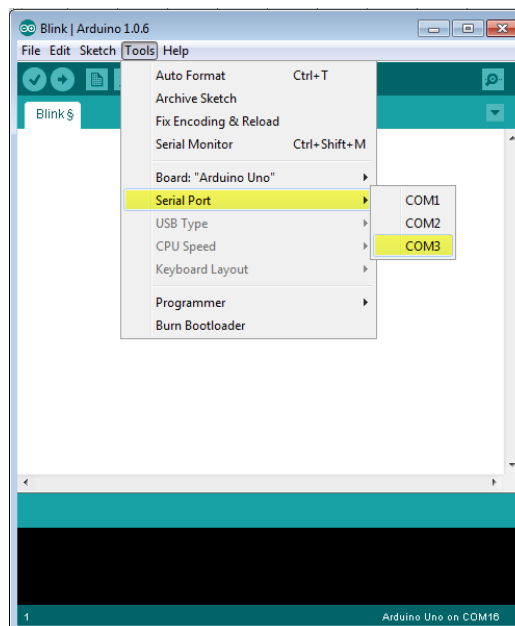 Blink | Arduino 1.0.6
File Edit Sketch Tools Help
Blink §
Auto Format Ctrl+T
Archive Sketch
Fix Encoding & Reload
Serial Monitor Ctrl+Shift+M
Board: "Arduino Uno"
Serial Port
USB Type
CPU Speed
Keyboard Layout
Programmer
Burn Bootloader
COM1
COM2
COM3
1 Arduino Uno on COM16